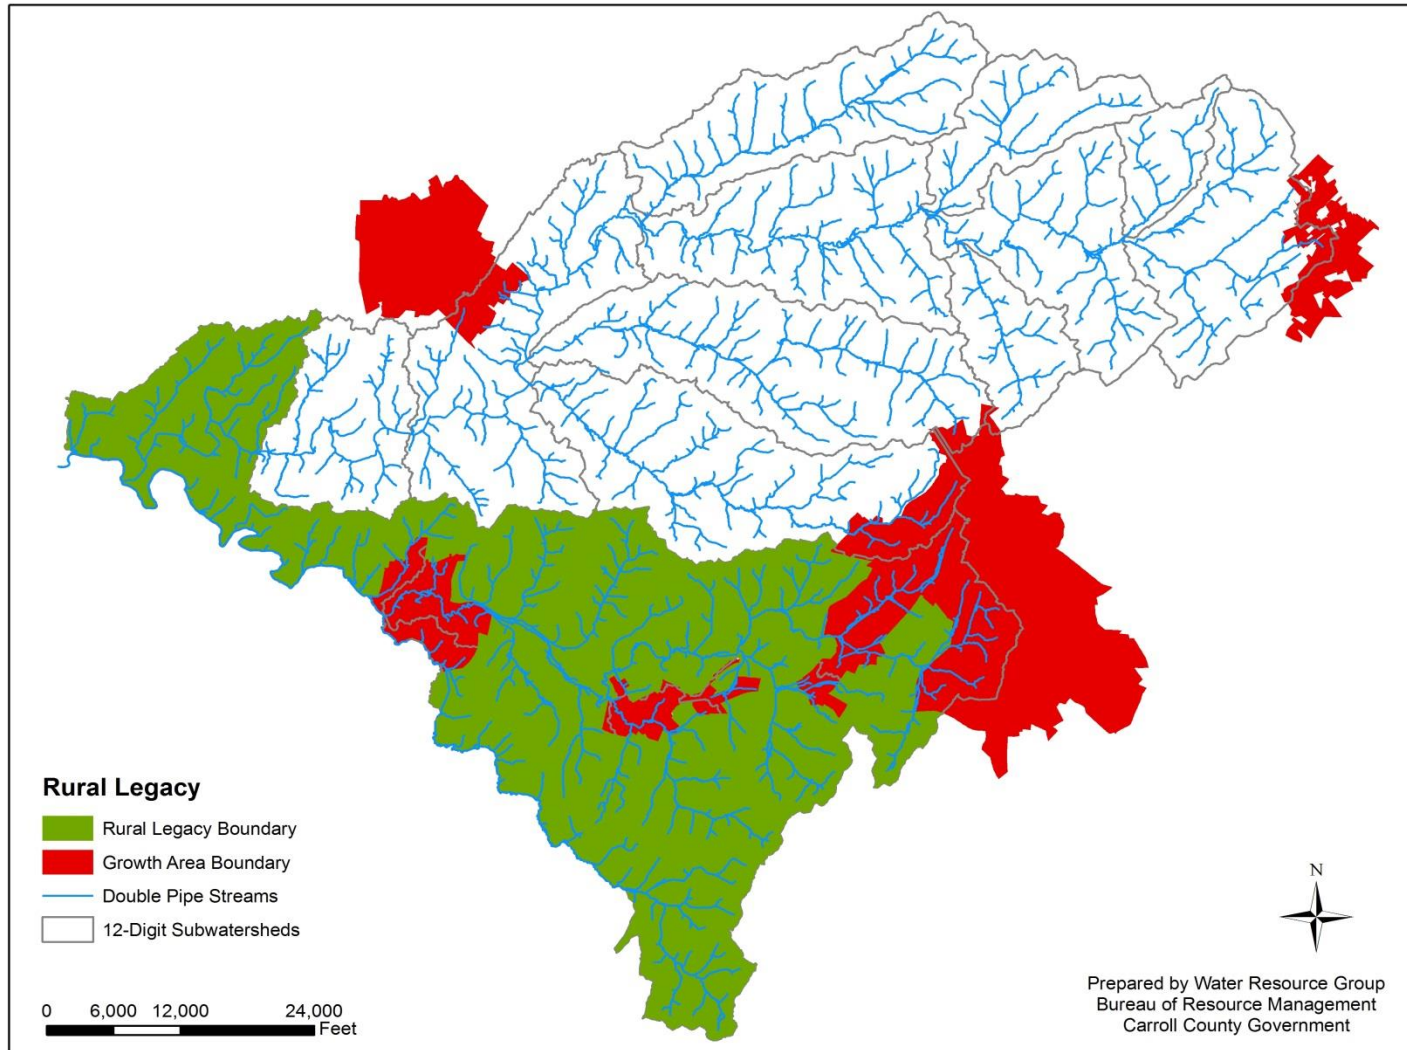 Rural Legacy
Rural Legacy Boundary
Growth Area Boundary
Double Pipe Streams
12-Digit Subwatersheds
0 6,000 12,000 24,000
Feet
N
Prepared by Water Resource Group
Bureau of Resource Management
Carroll County Government